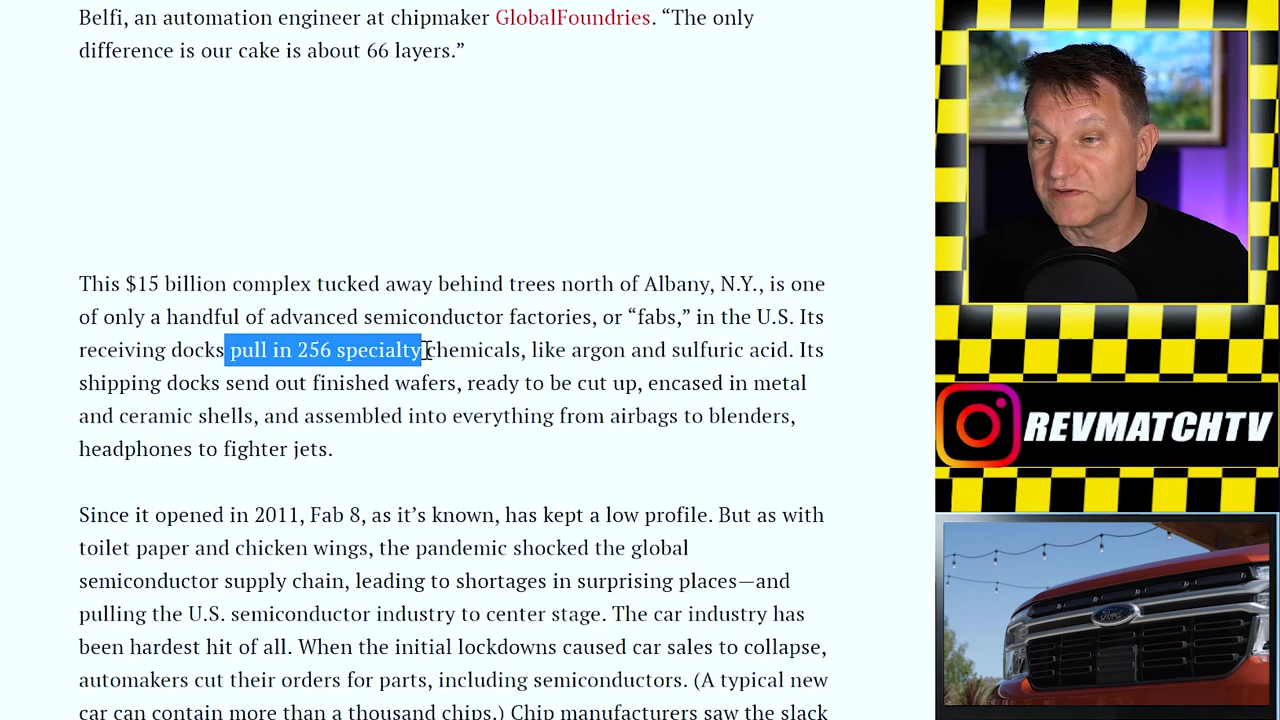 Belfi, an automation engineer at chipmaker GlobalFoundries. “The only
difference is our cake is about 66 layers.”
This $15 billion complex tucked away behind trees north of Albany, N.Y., is one
of only a handful of advanced semiconductor factories, or “fabs,” in the U.S. Its
receiving docks pull in 256 specialty chemicals, like argon and sulfuric acid. Its
shipping docks send out finished wafers, ready to be cut up, encased in metal
and ceramic shells, and assembled into everything from airbags to blenders,
headphones to fighter jets.
Since it opened in 2011, Fab 8, as it’s known, has kept a low profile. But as with
toilet paper and chicken wings, the pandemic shocked the global
semiconductor supply chain, leading to shortages in surprising places—and
pulling the U.S. semiconductor industry to center stage. The car industry has
been hardest hit of all. When the initial lockdowns caused car sales to collapse,
automakers cut their orders for parts, including semiconductors. (A typical new
car can contain more than a thousand chips.) Chip manufacturers saw the slack
REVMATCHTV
Ford